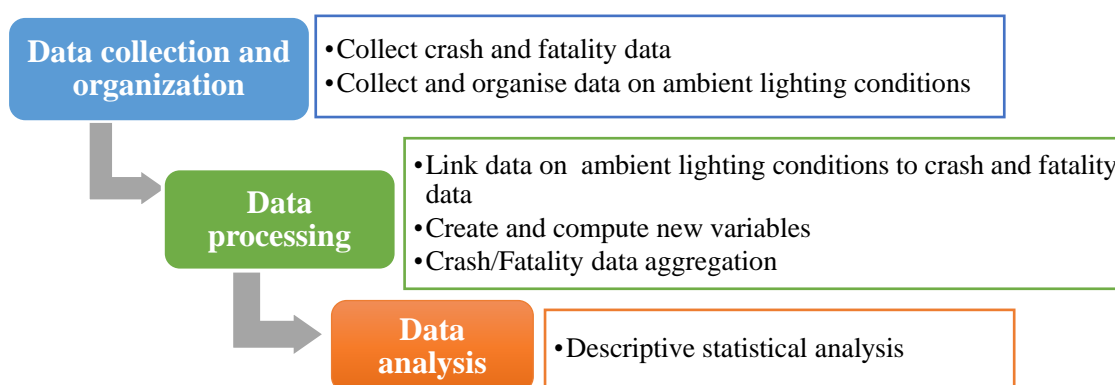 Data collection and
organization
•Collect crash and fatality data
•Collect and organise data on ambient lighting conditions
Data
processing
•Link data on ambient lighting conditions to crash and fatality
data
•Create and compute new variables
•Crash/Fatality data aggregation
Data
analysis
•Descriptive statistical analysis